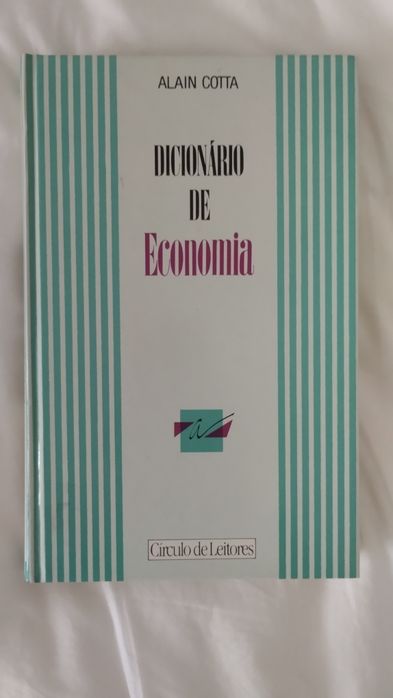 ALAIN COTTA
DICIONÁRIO
DE
Economia
a
Círculo de Leitores